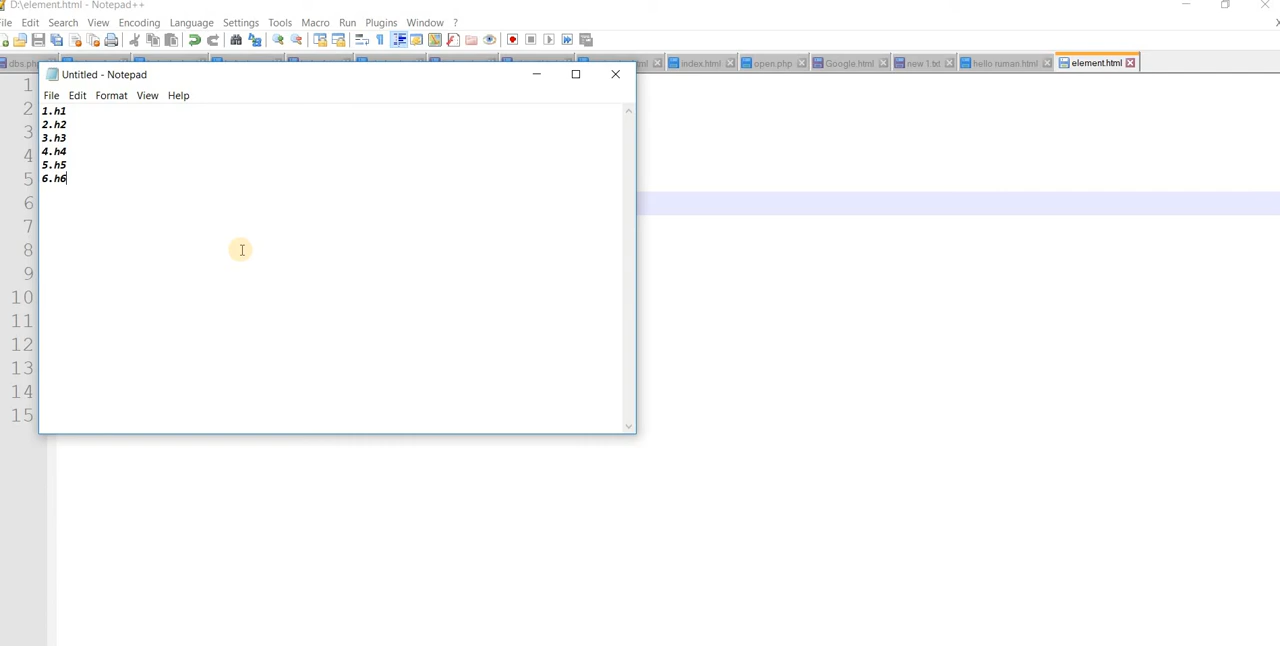 D:\element.html - Notepad++
File Edit Search View Encoding Language Settings Tools Macro Run Plugins Window ?
dbs.ph index.html open.php Google.html new 1.txt hello ruman.html element.html
Untitled - Notepad
File Edit Format View Help
1.h1
2.h2
3.h3
4.h4
5.h5
6.h6
1
2
3
4
5
6
7
8
9
10
11
12
13
14
15